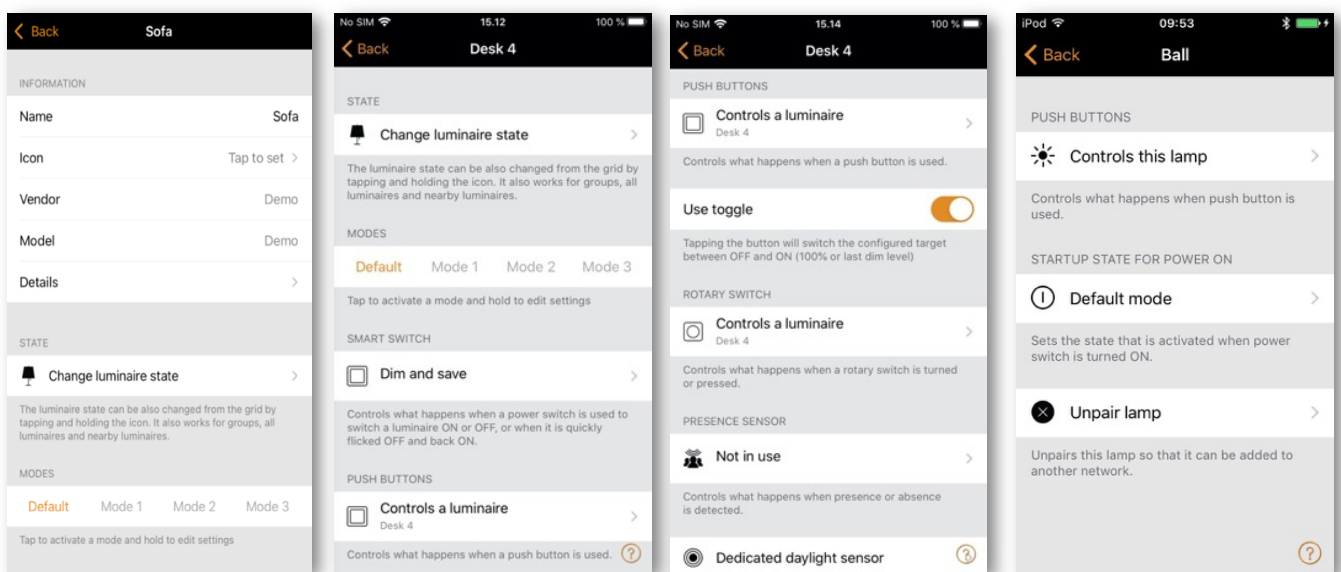 Back Sofa
INFORMATION
Name Sofa
Icon Tap to set
Vendor Demo
Model Demo
Details
STATE
Change luminaire state
The luminaire state can be also changed from the grid by
tapping and holding the icon. It also works for groups, all
luminaires and nearby luminaires.
MODES
Default Mode 1 Mode 2 Mode 3
Tap to activate a mode and hold to edit settings
No SIM 15.12 100 %
Back Desk 4
STATE
Change luminaire state
The luminaire state can be also changed from the grid by
tapping and holding the icon. It also works for groups, all
luminaires and nearby luminaires.
MODES
Default Mode 1 Mode 2 Mode 3
Tap to activate a mode and hold to edit settings
SMART SWITCH
Dim and save
Controls what happens when a power switch is used to
switch a luminaire ON or OFF, or when it is quickly
flicked OFF and back ON.
PUSH BUTTONS
Controls a luminaire
Desk 4
Controls what happens when a push button is used. ?
No SIM 15.14 100 %
Back Desk 4
PUSH BUTTONS
Controls a luminaire
Desk 4
Controls what happens when a push button is used.
Use toggle
Tapping the button will switch the configured target
between OFF and ON (100% or last dim level)
ROTARY SWITCH
Controls a luminaire
Desk 4
Controls what happens when a rotary switch is turned
or pressed.
PRESENCE SENSOR
Not in use
Controls what happens when presence or absence
is detected.
Dedicated daylight sensor ?
iPod 09:53
Back Ball
PUSH BUTTONS
Controls this lamp
Controls what happens when push button is
used.
STARTUP STATE FOR POWER ON
Default mode
Sets the state that is activated when power
switch is turned ON.
Unpair lamp
Unpairs this lamp so that it can be added to
another network.
?